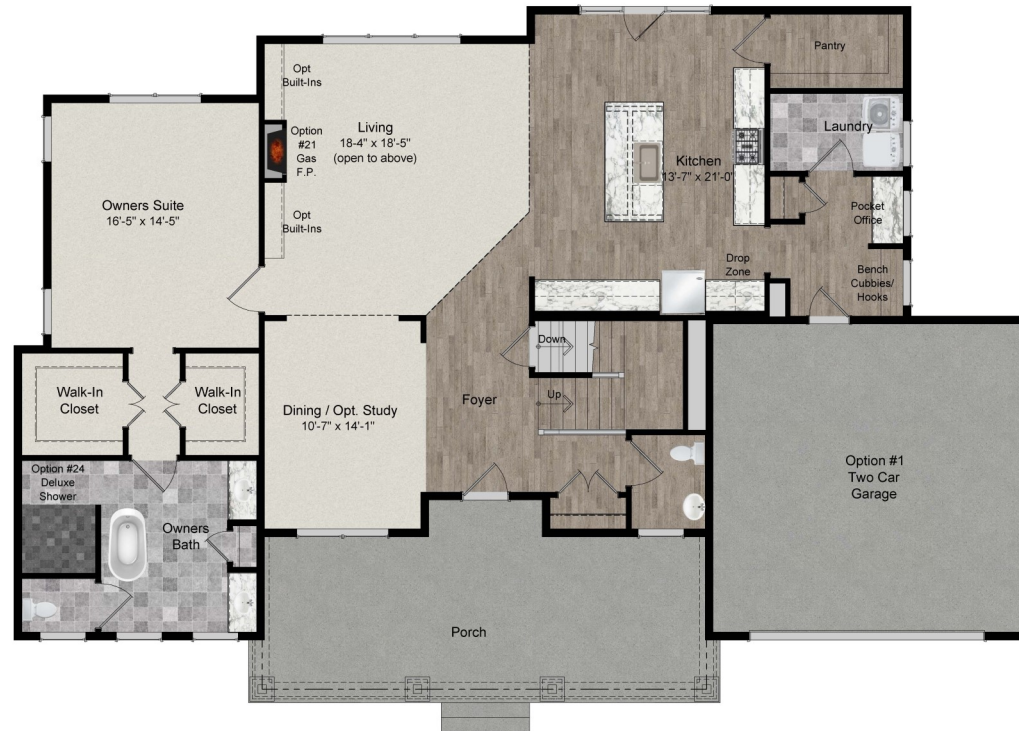 Pantry
Opt
Built-Ins
Laundry
Living
18-4" x 18'-5"
(open to above)
Option
#21
Gas
F.P.
Kitchen
13'-7" x 21'-0"
Owners Suite
16'-5" x 14'-5"
Opt
Built-Ins
Pocket
Office
Drop
Zone
Bench
Cubbies/
Hooks
Down
Up
Walk-In
Closet
Walk-In
Closet
Dining / Opt. Study
10'-7" x 14'-1"
Foyer
Option #24
Deluxe
Shower
Option #1
Two Car
Garage
Owners
Bath
Porch